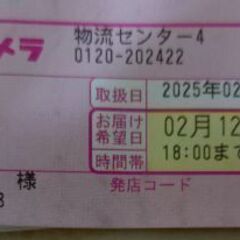 メラ
物流センター4
0120-202422
取扱日
2025年02
お届け
希望日
02月12
時間帯
18:00まで
様
発店コード